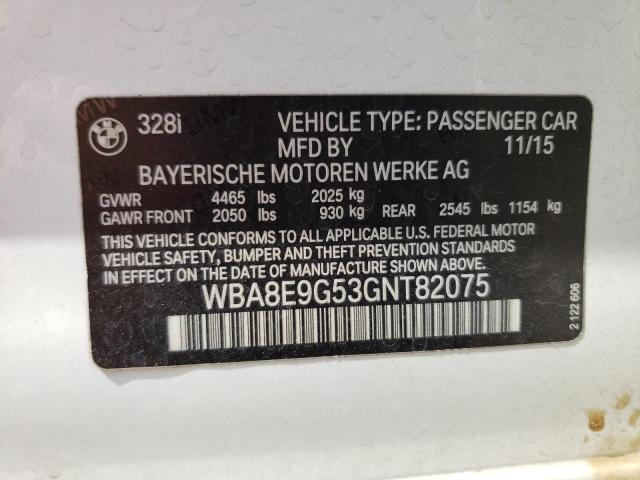 BMW 328i VEHICLE TYPE: PASSENGER CAR
MFD BY 11/15
BAYERISCHE MOTOREN WERKE AG
GVWR 4465 lbs 2025 kg
GAWR FRONT 2050 lbs 930 kg REAR 2545 lbs 1154 kg
THIS VEHICLE CONFORMS TO ALL APPLICABLE U.S. FEDERAL MOTOR
VEHICLE SAFETY, BUMPER AND THEFT PREVENTION STANDARDS
IN EFFECT ON THE DATE OF MANUFACTURE SHOWN ABOVE.
WBA8E9G53GNT82075
2 122 606